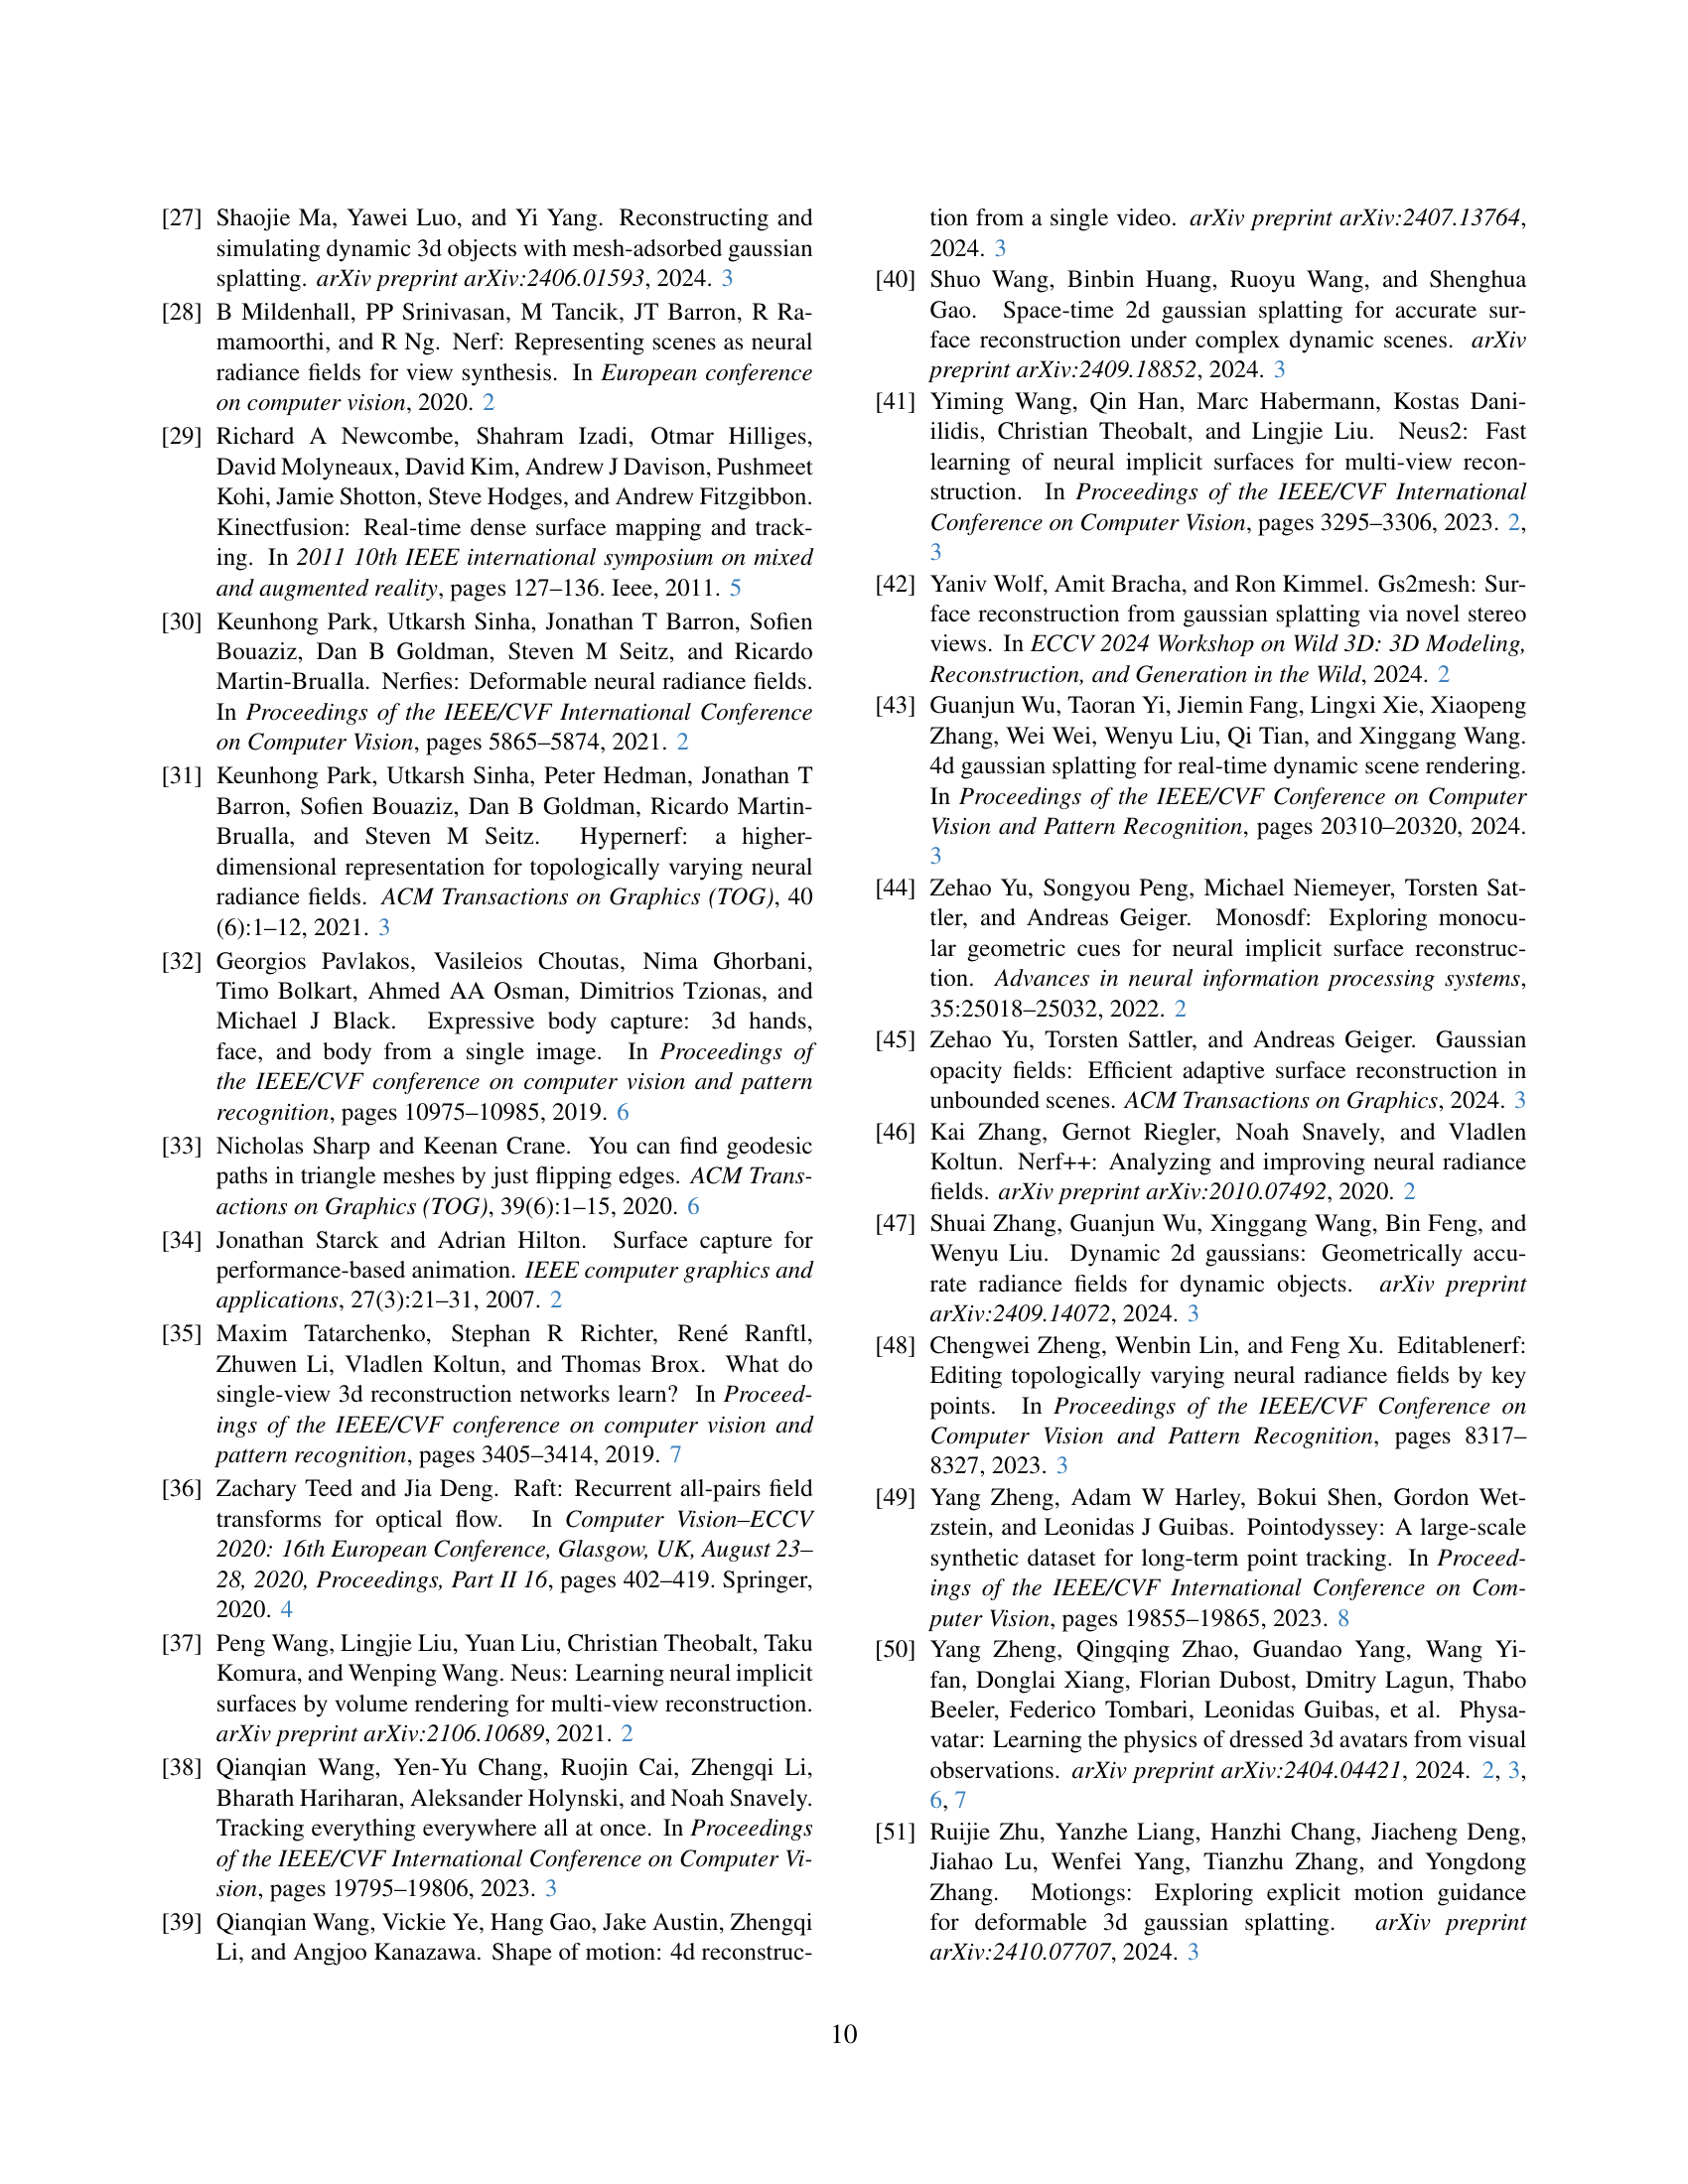 [27] Shaojie Ma, Yawei Luo, and Yi Yang. Reconstructing and
simulating dynamic 3d objects with mesh-adsorbed gaussian
splatting. arXiv preprint arXiv:2406.01593, 2024. 3
[28] B Mildenhall, PP Srinivasan, M Tancik, JT Barron, R Ra-
mamoorthi, and R Ng. Nerf: Representing scenes as neural
radiance fields for view synthesis. In European conference
on computer vision, 2020. 2
[29] Richard A Newcombe, Shahram Izadi, Otmar Hilliges,
David Molyneaux, David Kim, Andrew J Davison, Pushmeet
Kohi, Jamie Shotton, Steve Hodges, and Andrew Fitzgibbon.
Kinectfusion: Real-time dense surface mapping and track-
ing. In 2011 10th IEEE international symposium on mixed
and augmented reality, pages 127–136. Ieee, 2011. 5
[30] Keunhong Park, Utkarsh Sinha, Jonathan T Barron, Sofien
Bouaziz, Dan B Goldman, Steven M Seitz, and Ricardo
Martin-Brualla. Nerfies: Deformable neural radiance fields.
In Proceedings of the IEEE/CVF International Conference
on Computer Vision, pages 5865–5874, 2021. 2
[31] Keunhong Park, Utkarsh Sinha, Peter Hedman, Jonathan T
Barron, Sofien Bouaziz, Dan B Goldman, Ricardo Martin-
Brualla, and Steven M Seitz. Hypernerf: a higher-
dimensional representation for topologically varying neural
radiance fields. ACM Transactions on Graphics (TOG), 40
(6):1–12, 2021. 3
[32] Georgios Pavlakos, Vasileios Choutas, Nima Ghorbani,
Timo Bolkart, Ahmed AA Osman, Dimitrios Tzionas, and
Michael J Black. Expressive body capture: 3d hands,
face, and body from a single image. In Proceedings of
the IEEE/CVF conference on computer vision and pattern
recognition, pages 10975–10985, 2019. 6
[33] Nicholas Sharp and Keenan Crane. You can find geodesic
paths in triangle meshes by just flipping edges. ACM Trans-
actions on Graphics (TOG), 39(6):1–15, 2020. 6
[34] Jonathan Starck and Adrian Hilton. Surface capture for
performance-based animation. IEEE computer graphics and
applications, 27(3):21–31, 2007. 2
[35] Maxim Tatarchenko, Stephan R Richter, René Ranftl,
Zhuwen Li, Vladlen Koltun, and Thomas Brox. What do
single-view 3d reconstruction networks learn? In Proceed-
ings of the IEEE/CVF conference on computer vision and
pattern recognition, pages 3405–3414, 2019. 7
[36] Zachary Teed and Jia Deng. Raft: Recurrent all-pairs field
transforms for optical flow. In Computer Vision–ECCV
2020: 16th European Conference, Glasgow, UK, August 23–
28, 2020, Proceedings, Part II 16, pages 402–419. Springer,
2020. 4
[37] Peng Wang, Lingjie Liu, Yuan Liu, Christian Theobalt, Taku
Komura, and Wenping Wang. Neus: Learning neural implicit
surfaces by volume rendering for multi-view reconstruction.
arXiv preprint arXiv:2106.10689, 2021. 2
[38] Qianqian Wang, Yen-Yu Chang, Ruojin Cai, Zhengqi Li,
Bharath Hariharan, Aleksander Holynski, and Noah Snavely.
Tracking everything everywhere all at once. In Proceedings
of the IEEE/CVF International Conference on Computer Vi-
sion, pages 19795–19806, 2023. 3
[39] Qianqian Wang, Vickie Ye, Hang Gao, Jake Austin, Zhengqi
Li, and Angjoo Kanazawa. Shape of motion: 4d reconstruc-
tion from a single video. arXiv preprint arXiv:2407.13764,
2024. 3
[40] Shuo Wang, Binbin Huang, Ruoyu Wang, and Shenghua
Gao. Space-time 2d gaussian splatting for accurate sur-
face reconstruction under complex dynamic scenes. arXiv
preprint arXiv:2409.18852, 2024. 3
[41] Yiming Wang, Qin Han, Marc Habermann, Kostas Dani-
ilidis, Christian Theobalt, and Lingjie Liu. Neus2: Fast
learning of neural implicit surfaces for multi-view recon-
struction. In Proceedings of the IEEE/CVF International
Conference on Computer Vision, pages 3295–3306, 2023. 2,
3
[42] Yaniv Wolf, Amit Bracha, and Ron Kimmel. Gs2mesh: Sur-
face reconstruction from gaussian splatting via novel stereo
views. In ECCV 2024 Workshop on Wild 3D: 3D Modeling,
Reconstruction, and Generation in the Wild, 2024. 2
[43] Guanjun Wu, Taoran Yi, Jiemin Fang, Lingxi Xie, Xiaopeng
Zhang, Wei Wei, Wenyu Liu, Qi Tian, and Xinggang Wang.
4d gaussian splatting for real-time dynamic scene rendering.
In Proceedings of the IEEE/CVF Conference on Computer
Vision and Pattern Recognition, pages 20310–20320, 2024.
3
[44] Zehao Yu, Songyou Peng, Michael Niemeyer, Torsten Sat-
tler, and Andreas Geiger. Monosdf: Exploring monocu-
lar geometric cues for neural implicit surface reconstruc-
tion. Advances in neural information processing systems,
35:25018–25032, 2022. 2
[45] Zehao Yu, Torsten Sattler, and Andreas Geiger. Gaussian
opacity fields: Efficient adaptive surface reconstruction in
unbounded scenes. ACM Transactions on Graphics, 2024. 3
[46] Kai Zhang, Gernot Riegler, Noah Snavely, and Vladlen
Koltun. Nerf++: Analyzing and improving neural radiance
fields. arXiv preprint arXiv:2010.07492, 2020. 2
[47] Shuai Zhang, Guanjun Wu, Xinggang Wang, Bin Feng, and
Wenyu Liu. Dynamic 2d gaussians: Geometrically accu-
rate radiance fields for dynamic objects. arXiv preprint
arXiv:2409.14072, 2024. 3
[48] Chengwei Zheng, Wenbin Lin, and Feng Xu. Editablenerf:
Editing topologically varying neural radiance fields by key
points. In Proceedings of the IEEE/CVF Conference on
Computer Vision and Pattern Recognition, pages 8317–
8327, 2023. 3
[49] Yang Zheng, Adam W Harley, Bokui Shen, Gordon Wet-
zstein, and Leonidas J Guibas. Pointodyssey: A large-scale
synthetic dataset for long-term point tracking. In Proceed-
ings of the IEEE/CVF International Conference on Com-
puter Vision, pages 19855–19865, 2023. 8
[50] Yang Zheng, Qingqing Zhao, Guandao Yang, Wang Yi-
fan, Donglai Xiang, Florian Dubost, Dmitry Lagun, Thabo
Beeler, Federico Tombari, Leonidas Guibas, et al. Physa-
vatar: Learning the physics of dressed 3d avatars from visual
observations. arXiv preprint arXiv:2404.04421, 2024. 2, 3,
6, 7
[51] Ruijie Zhu, Yanzhe Liang, Hanzhi Chang, Jiacheng Deng,
Jiahao Lu, Wenfei Yang, Tianzhu Zhang, and Yongdong
Zhang. Motiongs: Exploring explicit motion guidance
for deformable 3d gaussian splatting. arXiv preprint
arXiv:2410.07707, 2024. 3
10